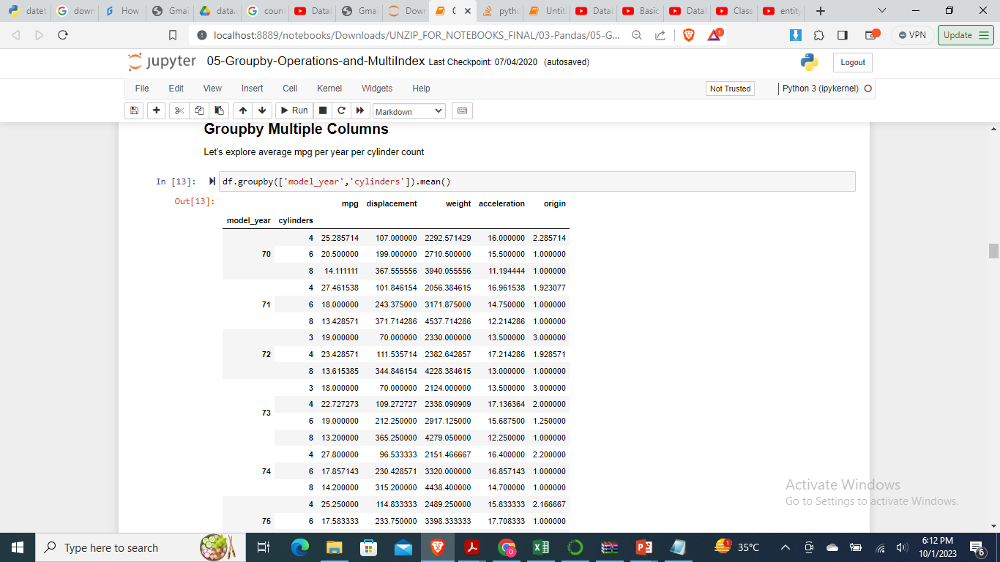 datet
down
How
Gmai
data.c
coun
Datal
Gmai
Down
pytho
Untitl
Datal
Basic
Datal
Class
entity
localhost:8889/notebooks/Downloads/UNZIP_FOR_NOTEBOOKS_FINAL/03-Pandas/05-G...
1
VPN
Update
jupyter 05-Groupby-Operations-and-MultiIndex Last Checkpoint: 07/04/2020 (autosaved)
Logout
File Edit View Insert Cell Kernel Widgets Help
Not Trusted
Python 3 (ipykernel)
Run
Markdown
Groupby Multiple Columns
Let's explore average mpg per year per cylinder count
In [13]: df.groupby(['model_year','cylinders']).mean()
Out[13]:
mpg displacement weight acceleration origin
model_year cylinders
4 25.285714 107.000000 2292.571429 16.000000 2.285714
70 6 20.500000 199.000000 2710.500000 15.500000 1.000000
8 14.111111 367.555556 3940.055556 11.194444 1.000000
4 27.461538 101.846154 2056.384615 16.961538 1.923077
71 6 18.000000 243.375000 3171.875000 14.750000 1.000000
8 13.428571 371.714286 4537.714286 12.214286 1.000000
3 19.000000 70.000000 2330.000000 13.500000 3.000000
72 4 23.428571 111.535714 2382.642857 17.214286 1.928571
8 13.615385 344.846154 4228.384615 13.000000 1.000000
3 18.000000 70.000000 2124.000000 13.500000 3.000000
4 22.727273 109.272727 2338.090909 17.136364 2.000000
73
6 19.000000 212.250000 2917.125000 15.687500 1.250000
8 13.200000 365.250000 4279.050000 12.250000 1.000000
4 27.800000 96.533333 2151.466667 16.400000 2.200000
74 6 17.857143 230.428571 3320.000000 16.857143 1.000000
8 14.200000 315.200000 4438.400000 14.700000 1.000000
4 25.250000 114.833333 2489.250000 15.833333 2.166667
75 6 17.583333 233.750000 3398.333333 17.708333 1.000000
Activate Windows
Go to Settings to activate Windows.
Type here to search
1
35°C
6:12 PM
10/1/2023
6